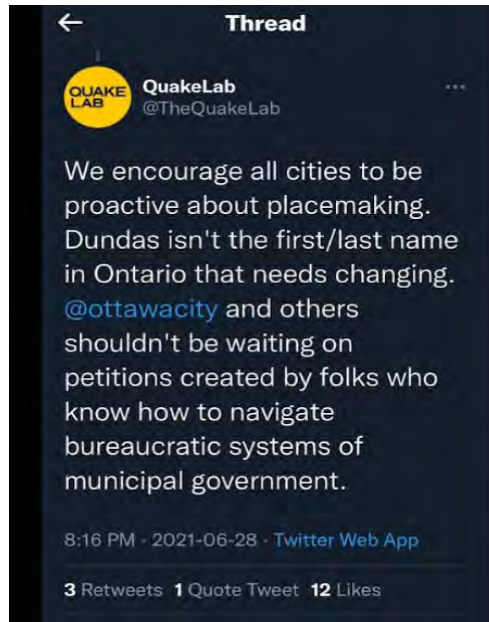 Thread
QUAKE
LAB
QuakeLab
@TheQuakeLab
We encourage all cities to be
proactive about placemaking.
Dundas isn't the first/last name
in Ontario that needs changing.
@ottawacity and others
shouldn't be waiting on
petitions created by folks who
know how to navigate
bureaucratic systems of
municipal government.
8:16 PM · 2021-06-28 · Twitter Web App
3 Retweets 1 Quote Tweet 12 Likes